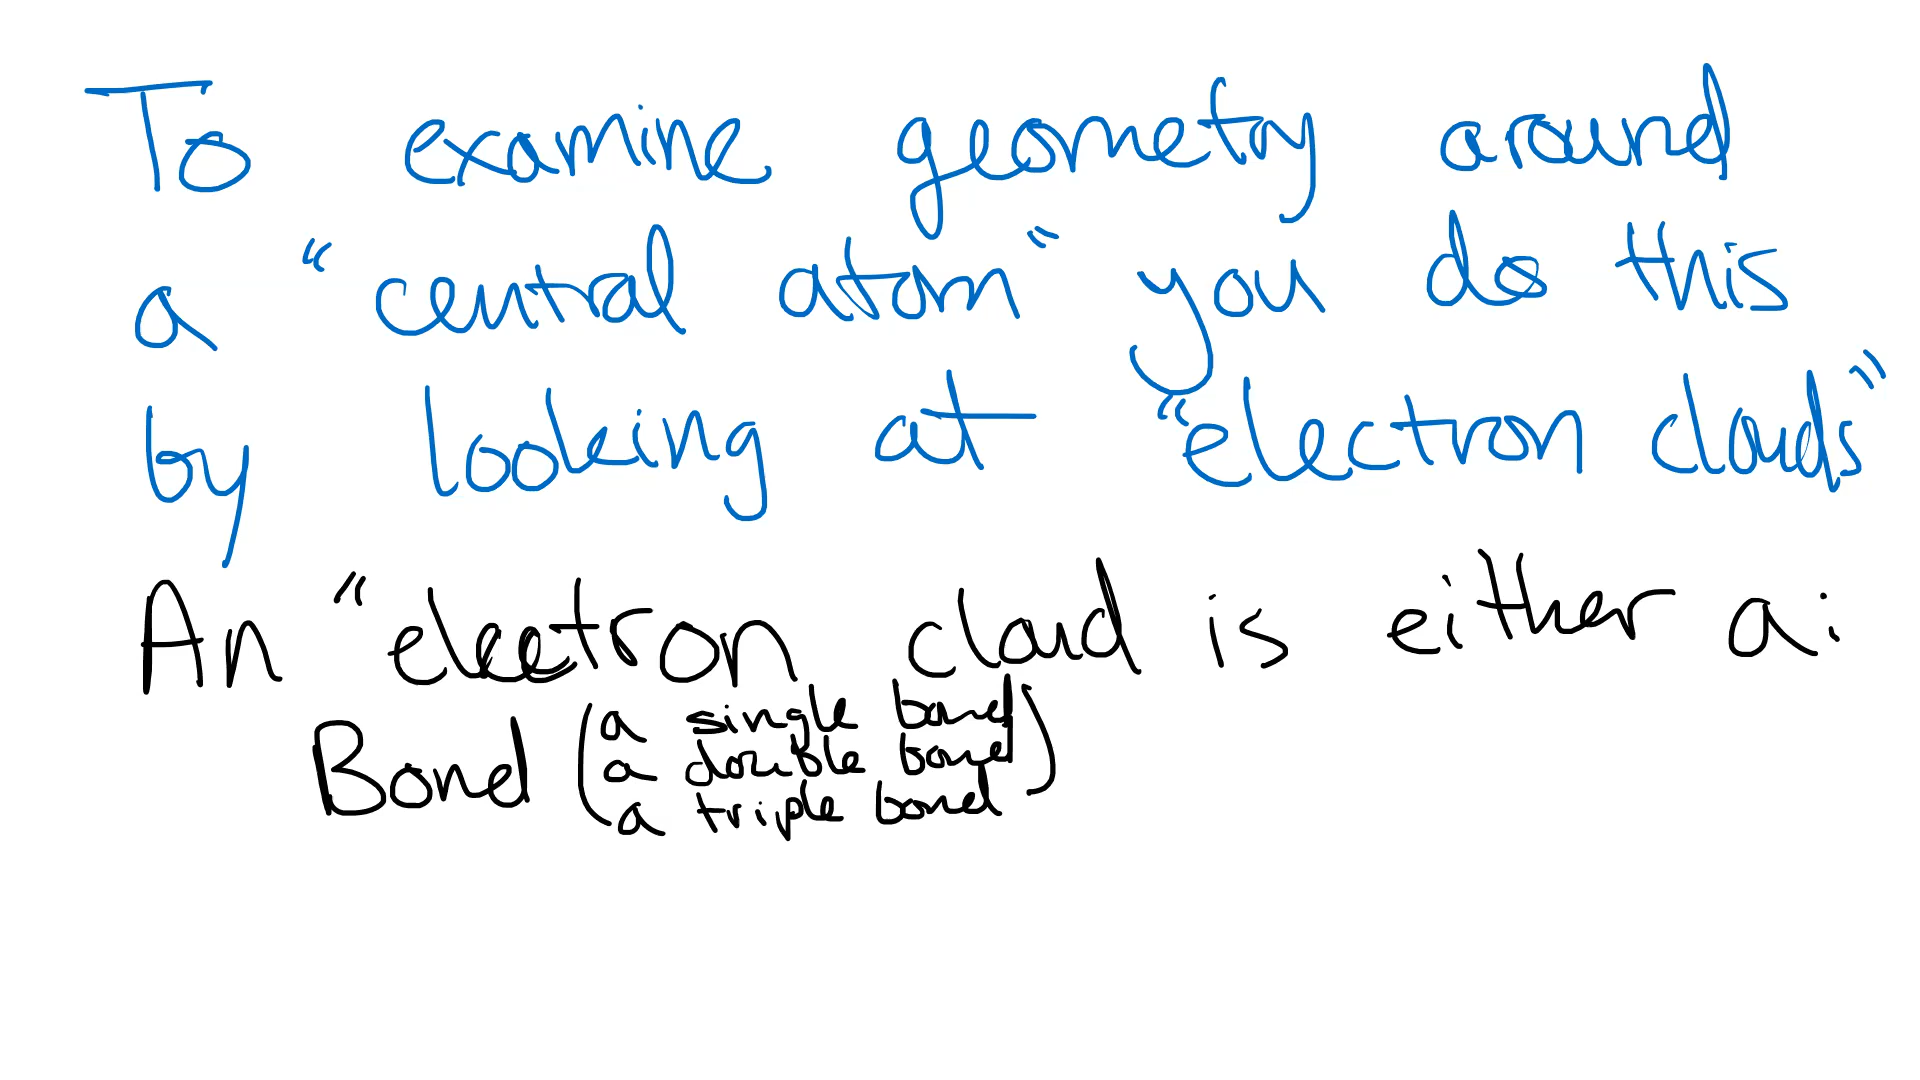 To examine geometry around
a "central atom" you do this
by looking at "electron clouds"
An "electron cloud is either a:
Bond (a single bond
a double bond
a triple bond)